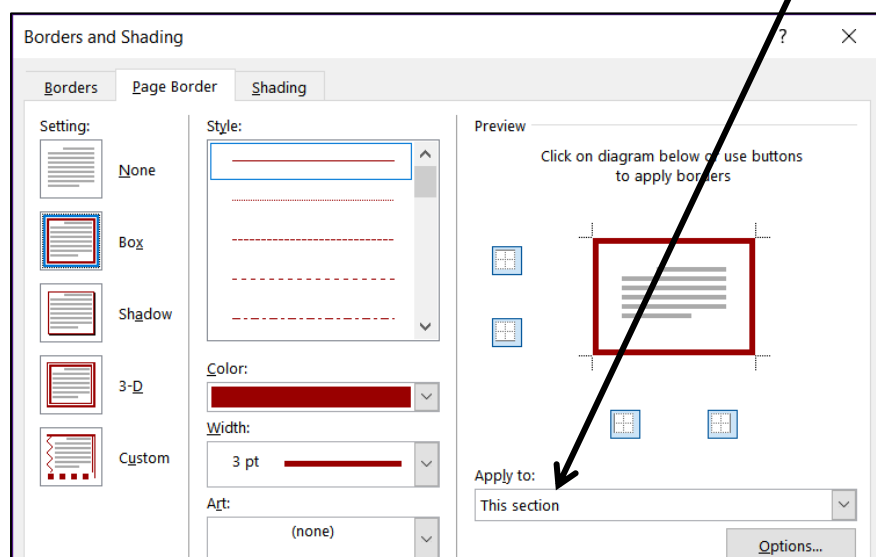 Borders and Shading
?
Borders
Page Border
Shading
Setting:
None
Box
Shadow
3-D
Custom
Style:
Color:
Width:
3 pt
Art:
(none)
Preview
Click on diagram below or use buttons
to apply borders
Apply to:
This section
Options...